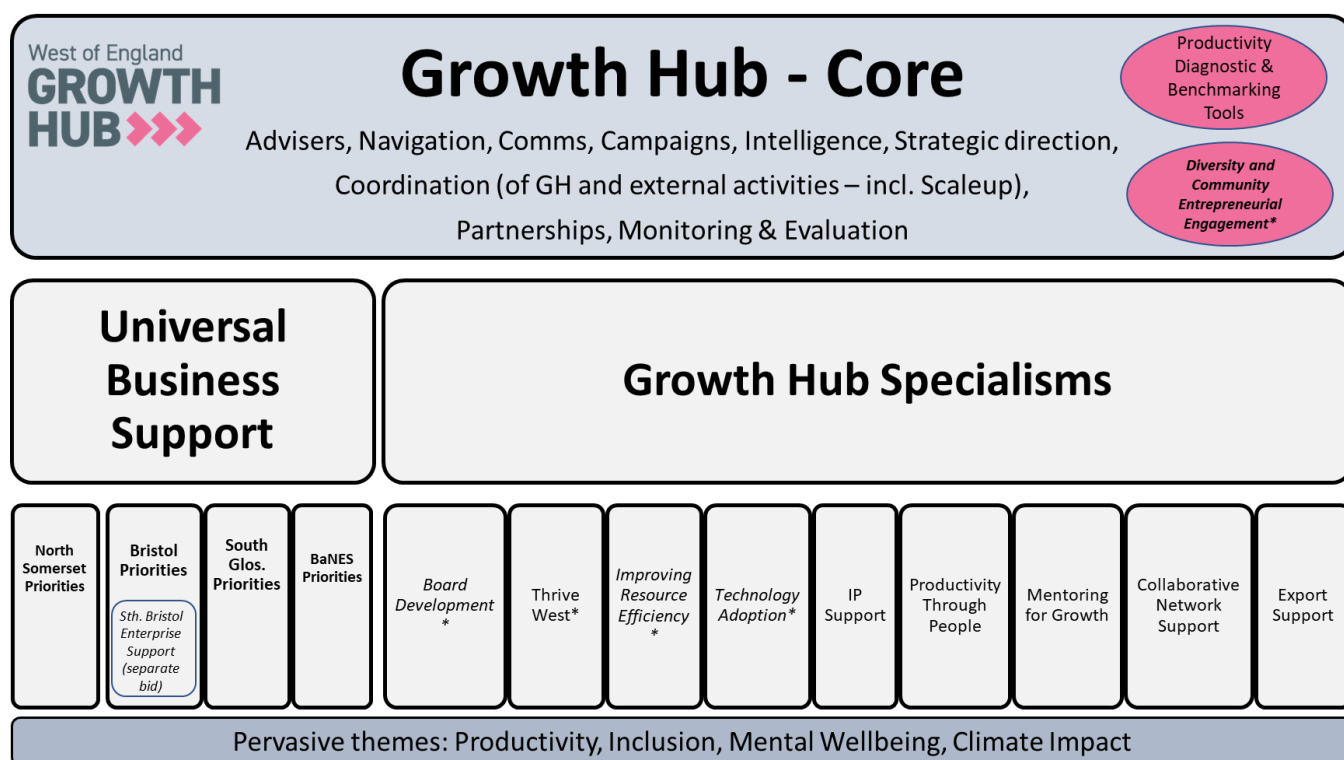 West of England
GROWTH
HUB
Growth Hub - Core
Advisers, Navigation, Comms, Campaigns, Intelligence, Strategic direction,
Coordination (of GH and external activities – incl. Scaleup),
Partnerships, Monitoring & Evaluation
Productivity
Diagnostic &
Benchmarking
Tools
Diversity and
Community
Entrepreneurial
Engagement*
Universal
Business
Support
Growth Hub Specialisms
North
Somerset
Priorities
Bristol
Priorities
Sth. Bristol
Enterprise
Support
(separate
bid)
South
Glos.
Priorities
BaNES
Priorities
Board
Development
*
Thrive
West*
Improving
Resource
Efficiency
*
Technology
Adoption*
IP
Support
Productivity
Through
People
Mentoring
for Growth
Collaborative
Network
Support
Export
Support
Pervasive themes: Productivity, Inclusion, Mental Wellbeing, Climate Impact